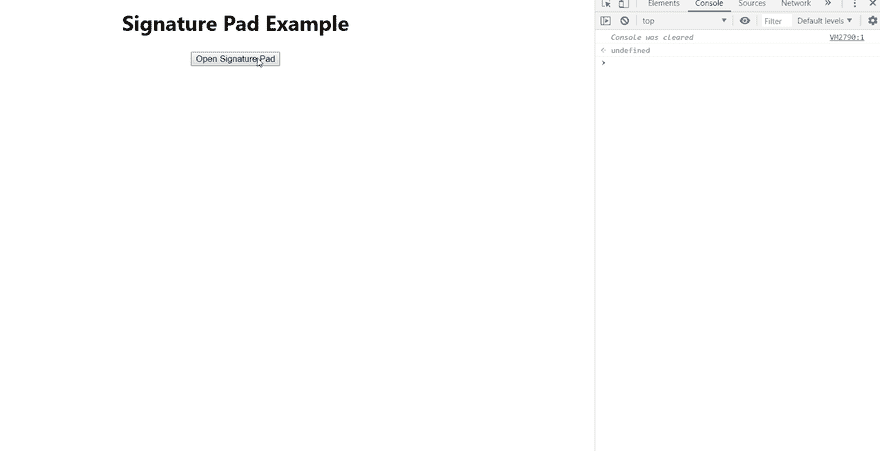 Signature Pad Example
Open Signature Pad
Elements Console Sources Network »
top Filter Default levels
Console was cleared VM2790:1
undefined